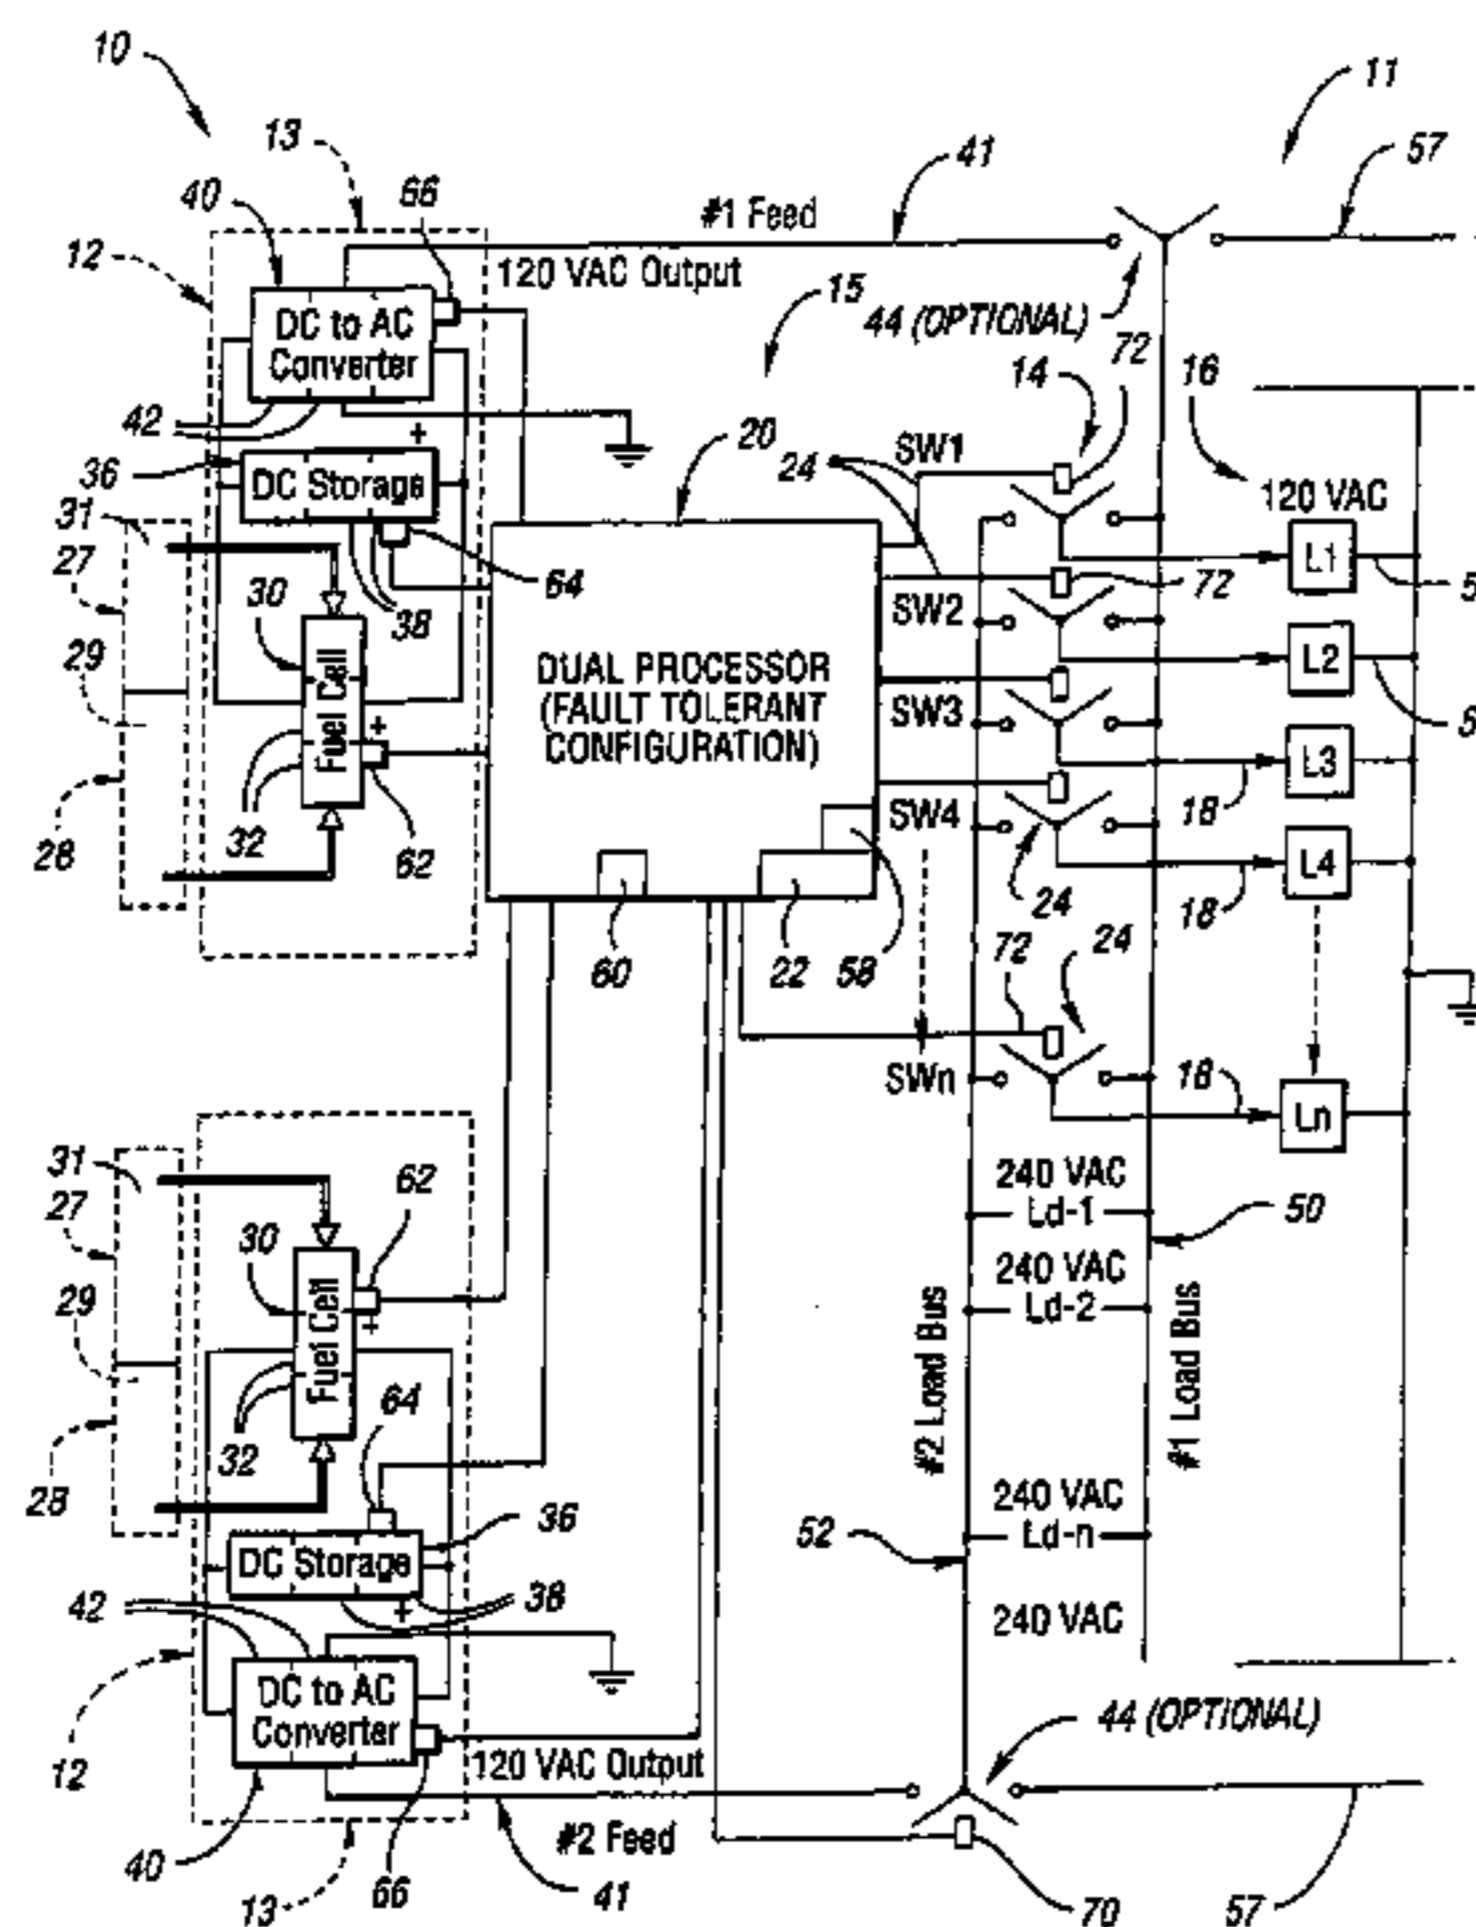 10
11
13
41
57
40
66
#1 Feed
12
120 VAC Output
15
44 (OPTIONAL)
DC to AC
Converter
72
14
16
42
+
20
SW1
36
24
120 VAC
DC Storage
31
L1
27
64
72
5
30
38
SW2
29
L2
DUAL PROCESSOR
(FAULT TOLERANT
CONFIGURATION)
Fuel Cell
+
SW3
5
L3
18
SW4
28
32
62
L4
24
18
60
22
58
72
24
SWn
18
Ln
31
62
240 VAC
Ld-1
27
50
30
240 VAC
Ld-2
29
Fuel Cell
+
#2 Load Bus
#1 Load Bus
64
32
28
240 VAC
Ld-n
36
52
DC Storage
42
+
38
240 VAC
DC to AC
Converter
44 (OPTIONAL)
12
120 VAC Output
#2 Feed
40
66
13
41
70
57